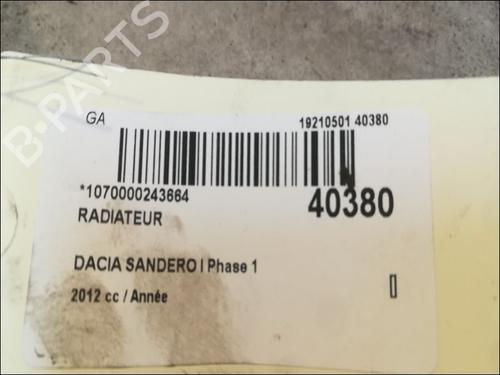 B-PARTS
GA
19210501 40380
*1070000243664
40380
RADIATEUR
DACIA SANDERO I Phase 1
2012 cc / Année